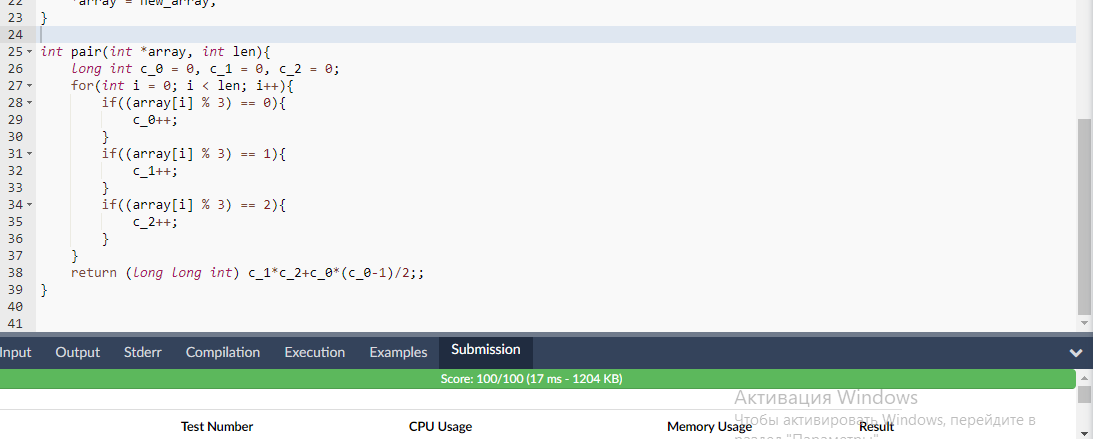 22 *array = new_array;
23 }
24
25 int pair(int *array, int len){
26 long int c_0 = 0, c_1 = 0, c_2 = 0;
27 for(int i = 0; i < len; i++){
28 if((array[i] % 3) == 0){
29 c_0++;
30 }
31 if((array[i] % 3) == 1){
32 c_1++;
33 }
34 if((array[i] % 3) == 2){
35 c_2++;
36 }
37 }
38 return (long long int) c_1*c_2+c_0*(c_0-1)/2;;
39 }
40
41
Input Output Stderr Compilation Execution Examples Submission
Score: 100/100 (17 ms - 1204 KB)
Активация Windows
Чтобы активировать Windows, перейдите в
раздел "Параметры".
Test Number CPU Usage Memory Usage Result